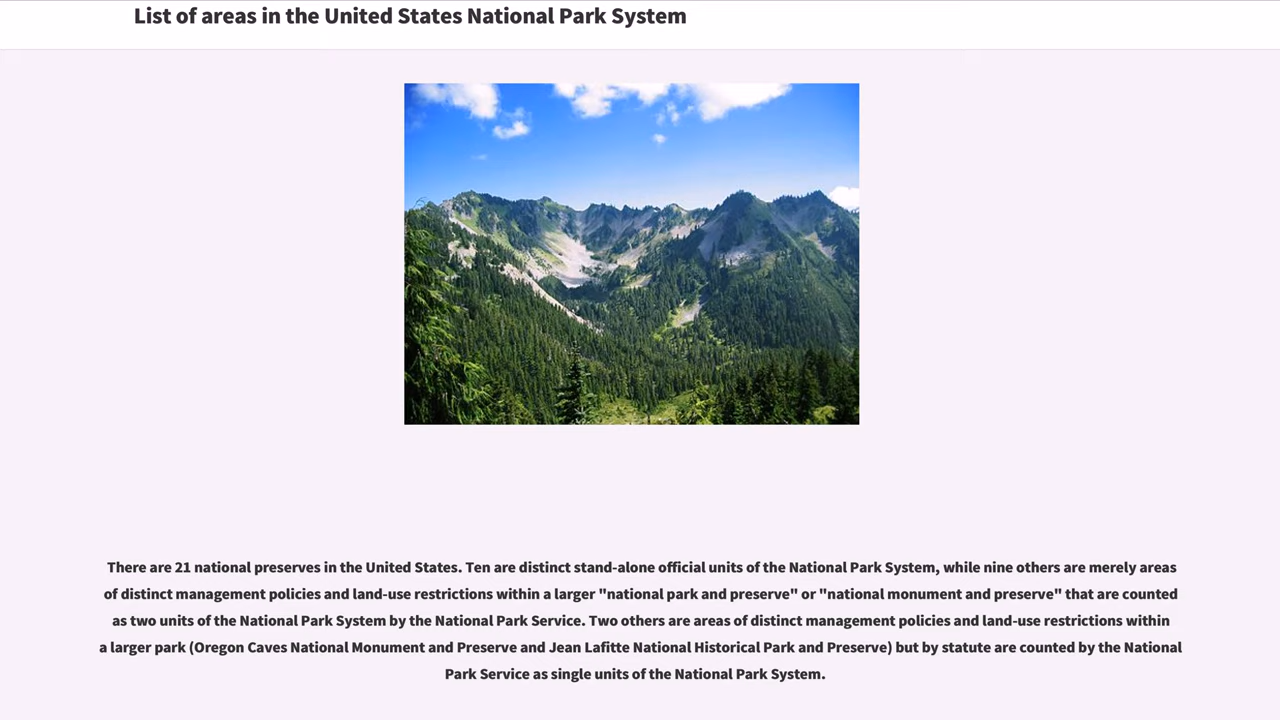 List of areas in the United States National Park System
There are 21 national preserves in the United States. Ten are distinct stand-alone official units of the National Park System, while nine others are merely areas
of distinct management policies and land-use restrictions within a larger "national park and preserve" or "national monument and preserve" that are counted
as two units of the National Park System by the National Park Service. Two others are areas of distinct management policies and land-use restrictions within
a larger park (Oregon Caves National Monument and Preserve and Jean Lafitte National Historical Park and Preserve) but by statute are counted by the National
Park Service as single units of the National Park System.